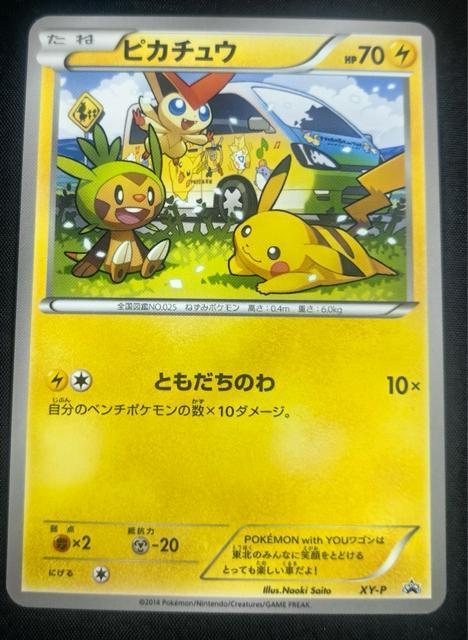 たね ピカチュウ HP70
全国図鑑NO.025 ねずみポケモン 高さ：0.4m 重さ：6.0kg
ともだちのわ 10×
自分のベンチポケモンの数×10ダメージ。
弱点 抵抗力
×2 -20
にげる
POKÉMON with YOUワゴンは
東北のみんなに笑顔をとどける
とっても楽しい車だよ！
Illus.Naoki Saito XY-P
©2014 Pokémon/Nintendo/Creatures/GAME FREAK.